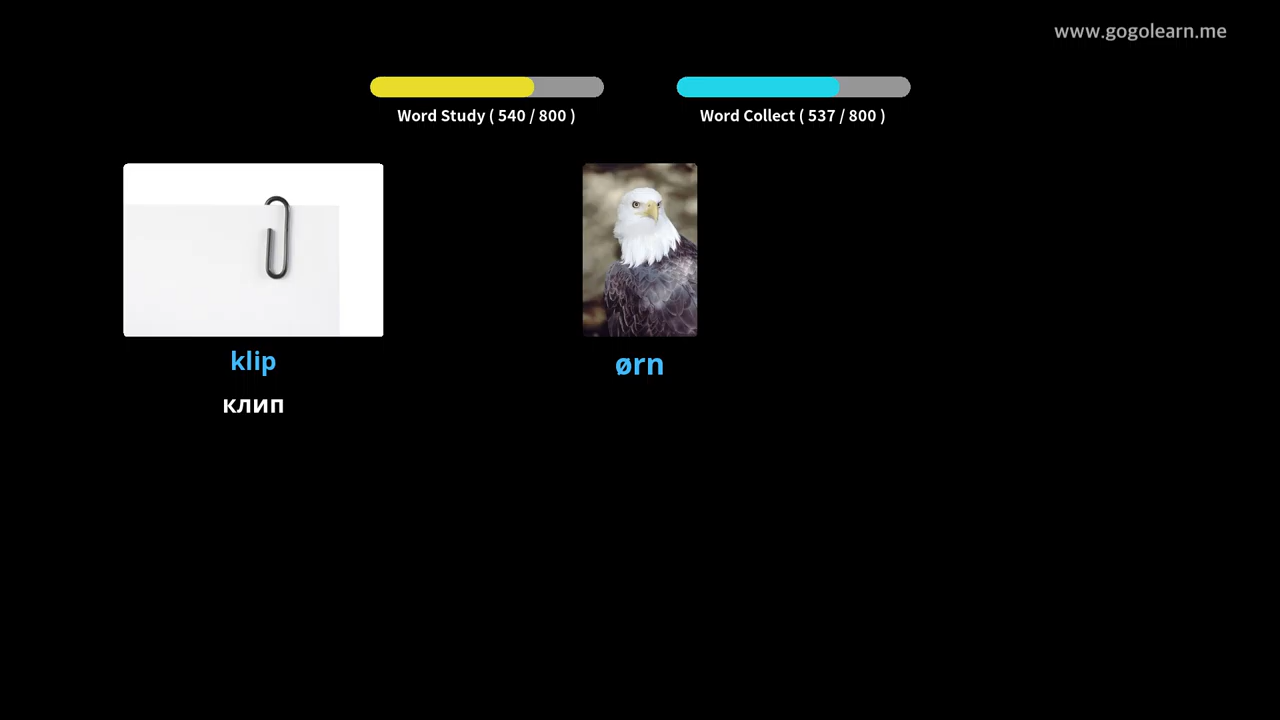 www.gogolearn.me
Word Study ( 540 / 800 )
Word Collect ( 537 / 800 )
klip
клип
ørn